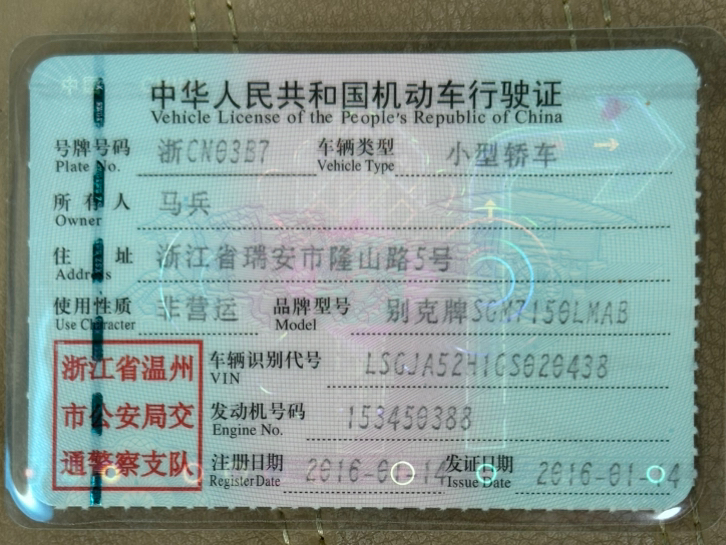 中华人民共和国机动车行驶证
Vehicle License of the People's Republic of China
号牌号码 浙CN03B7 车辆类型 小型轿车
Plate No. Vehicle Type
所有人 马兵
Owner
住址 浙江省瑞安市隆山路5号
Address
使用性质 非营运 品牌型号 别克牌SGM7150LMAB
Use Character Model
浙江省温州
市公安局交
通警察支队
车辆识别代号 LSGJA52H1GS020438
VIN
发动机号码 153450388
Engine No.
注册日期 2016-01-14 发证日期 2016-01-14
Register Date Issue Date